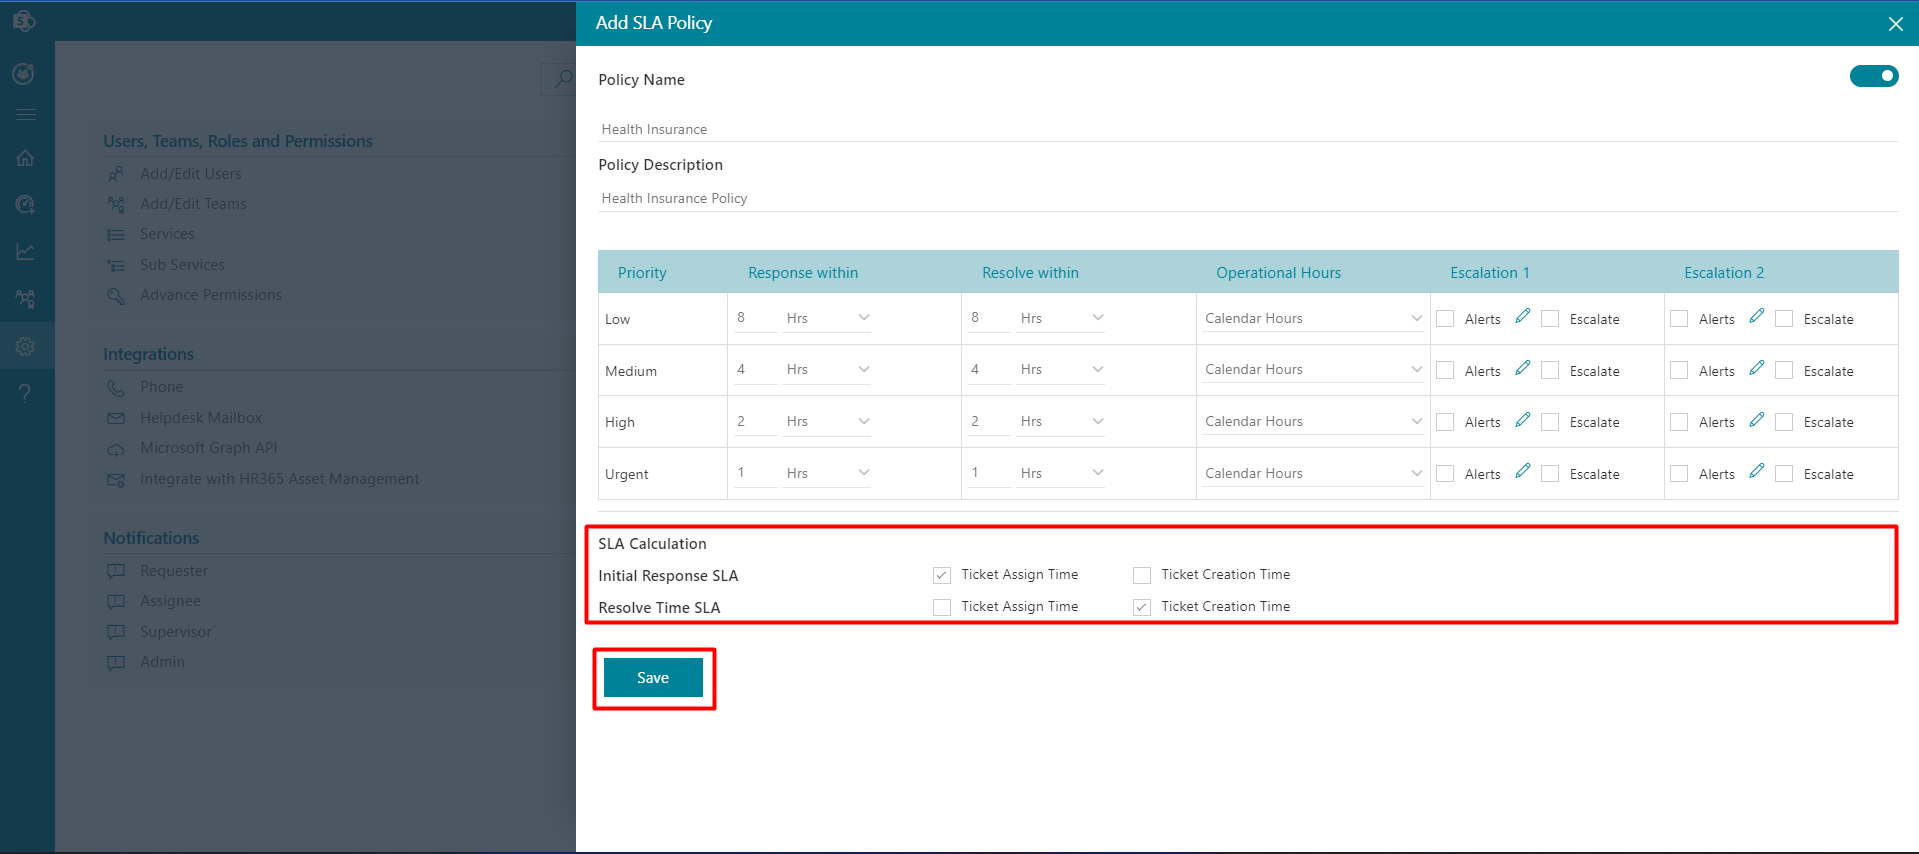 Add SLA Policy
Users, Teams, Roles and Permissions
Add/Edit Users
Add/Edit Teams
Services
Sub Services
Advance Permissions
Integrations
Phone
Helpdesk Mailbox
Microsoft Graph API
Integrate with HR365 Asset Management
Notifications
Requester
Assignee
Supervisor
Admin
Policy Name
Health Insurance
Policy Description
Health Insurance Policy
Priority Response within Resolve within Operational Hours Escalation 1 Escalation 2
Low 8 Hrs 8 Hrs Calendar Hours Alerts Escalate Alerts Escalate
Medium 4 Hrs 4 Hrs Calendar Hours Alerts Escalate Alerts Escalate
High 2 Hrs 2 Hrs Calendar Hours Alerts Escalate Alerts Escalate
Urgent 1 Hrs 1 Hrs Calendar Hours Alerts Escalate Alerts Escalate
SLA Calculation
Initial Response SLA Ticket Assign Time Ticket Creation Time
Resolve Time SLA Ticket Assign Time Ticket Creation Time
Save